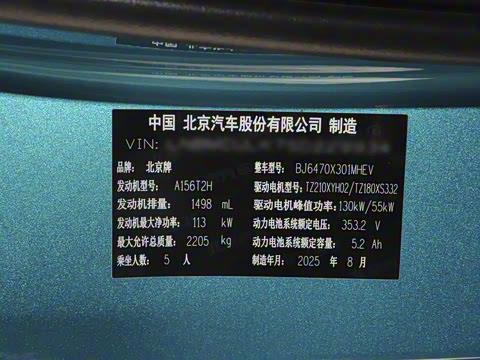 中国 北京汽车股份有限公司 制造
VIN:
品牌: 北京牌 整车型号: BJ6470X301MHEV
发动机型号: A156T2H 驱动电机型号: TZ210XYH02/TZ180XS332
发动机排量: 1498 mL 驱动电机峰值功率: 130kW/55kW
发动机最大净功率: 113 kW 动力电池系统额定电压: 353.2 V
最大允许总质量: 2205 kg 动力电池系统额定容量: 5.2 Ah
乘坐人数: 5 人 制造年月: 2025 年 8 月